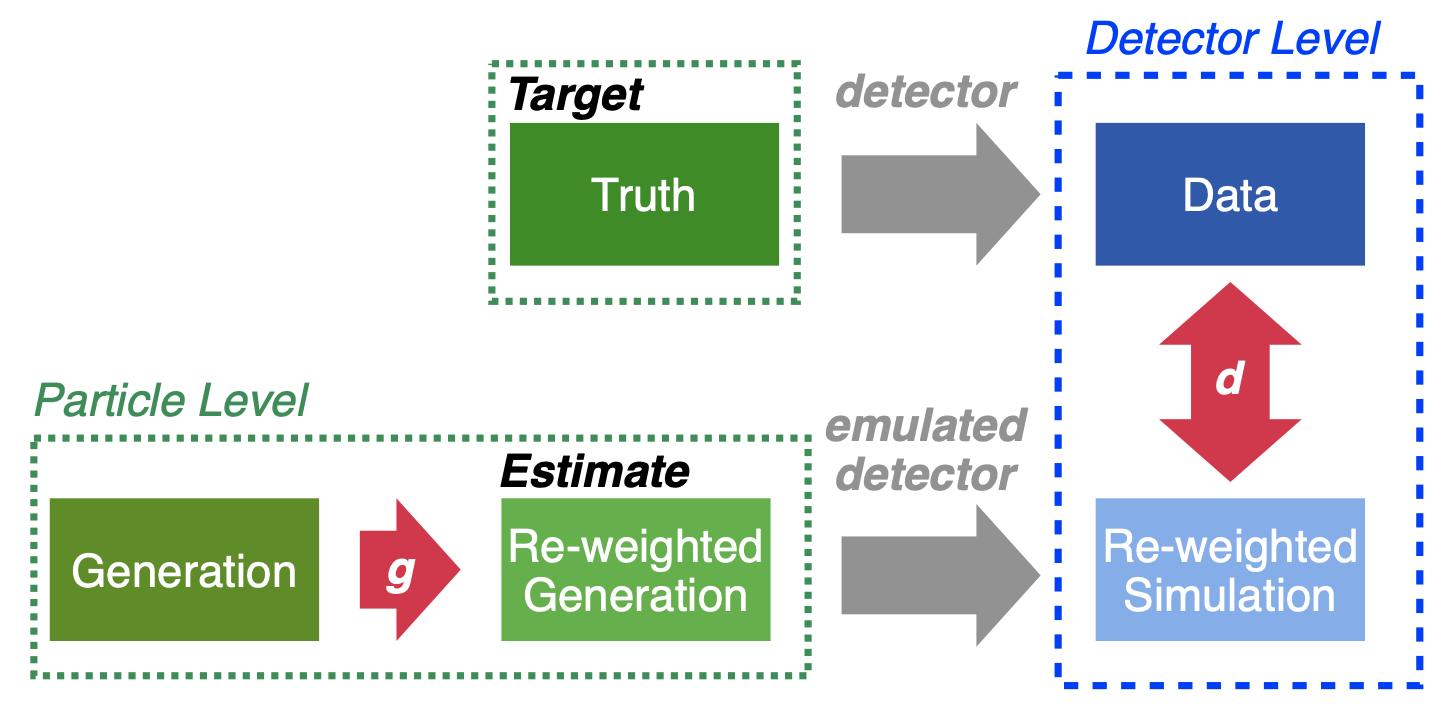 Detector Level
Target
detector
Truth
Data
Particle Level
d
emulated
detector
Estimate
Generation
g
Re-weighted
Generation
Re-weighted
Simulation